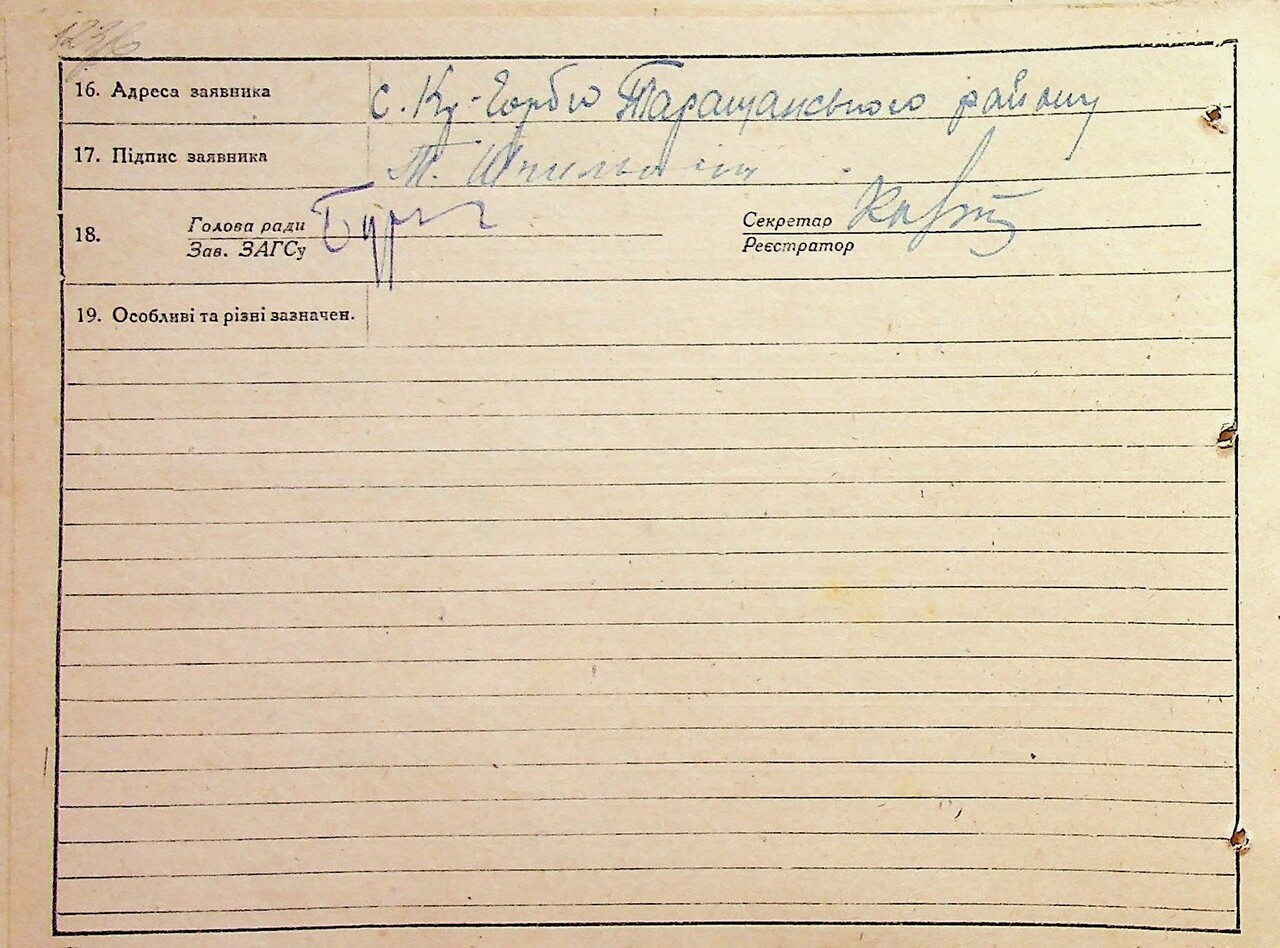 16. Адреса заявника с. Ку-Горбю Таращанського району
17. Підпис заявника Т.
18. Голова ради Секретар
Зав. ЗАГСу Реєстратор
19. Особливі та різні зазначен.